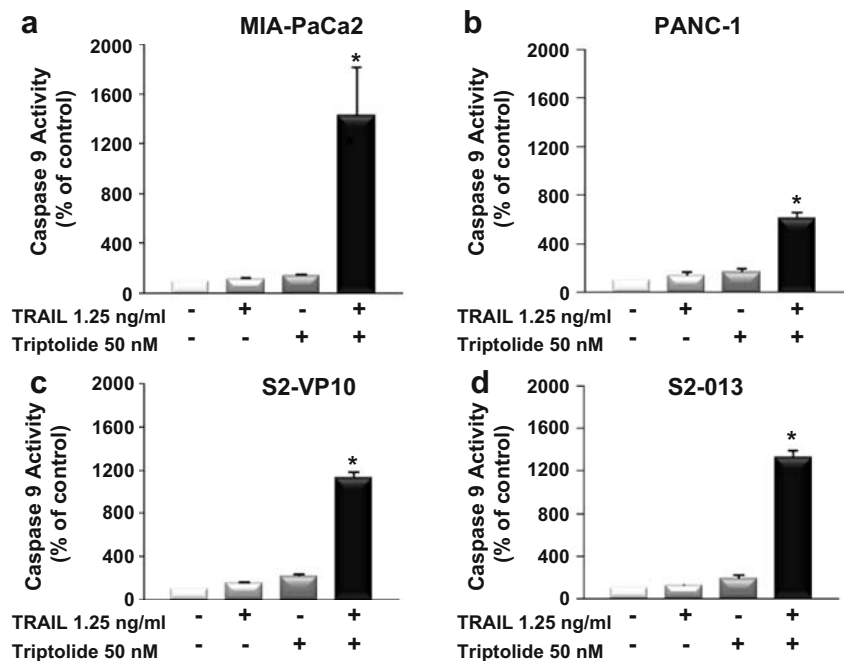 a MIA-PaCa2
2000
1600
1200
800
400
0
Caspase 9 Activity
(% of control)
*
TRAIL 1.25 ng/ml - + - +
Triptolide 50 nM - - + +
b PANC-1
2000
1600
1200
800
400
0
Caspase 9 Activity
(% of control)
*
TRAIL 1.25 ng/ml - + - +
Triptolide 50 nM - - + +
c S2-VP10
2000
1600
1200
800
400
0
Caspase 9 Activity
(% of control)
*
TRAIL 1.25 ng/ml - + - +
Triptolide 50 nM - - + +
d S2-013
2000
1600
1200
800
400
0
Caspase 9 Activity
(% of control)
*
TRAIL 1.25 ng/ml - + - +
Triptolide 50 nM - - + +